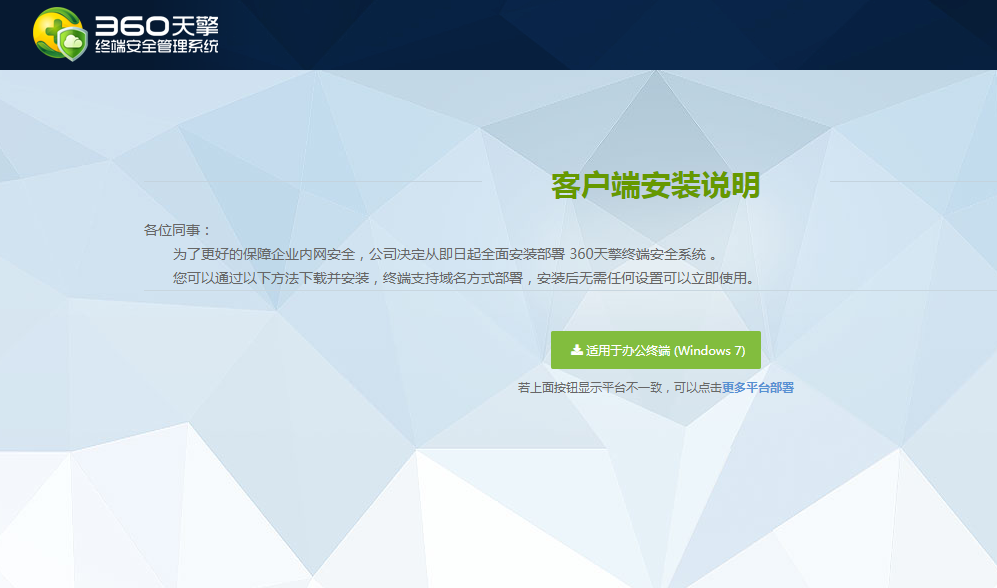 360天擎
终端安全管理系统
客户端安装说明
各位同事：
为了更好的保障企业内网安全，公司决定从即日起全面安装部署 360天擎终端安全系统 。
您可以通过以下方法下载并安装，终端支持域名方式部署，安装后无需任何设置可以立即使用。
适用于办公终端 (Windows 7)
若上面按钮显示平台不一致，可以点击更多平台部署